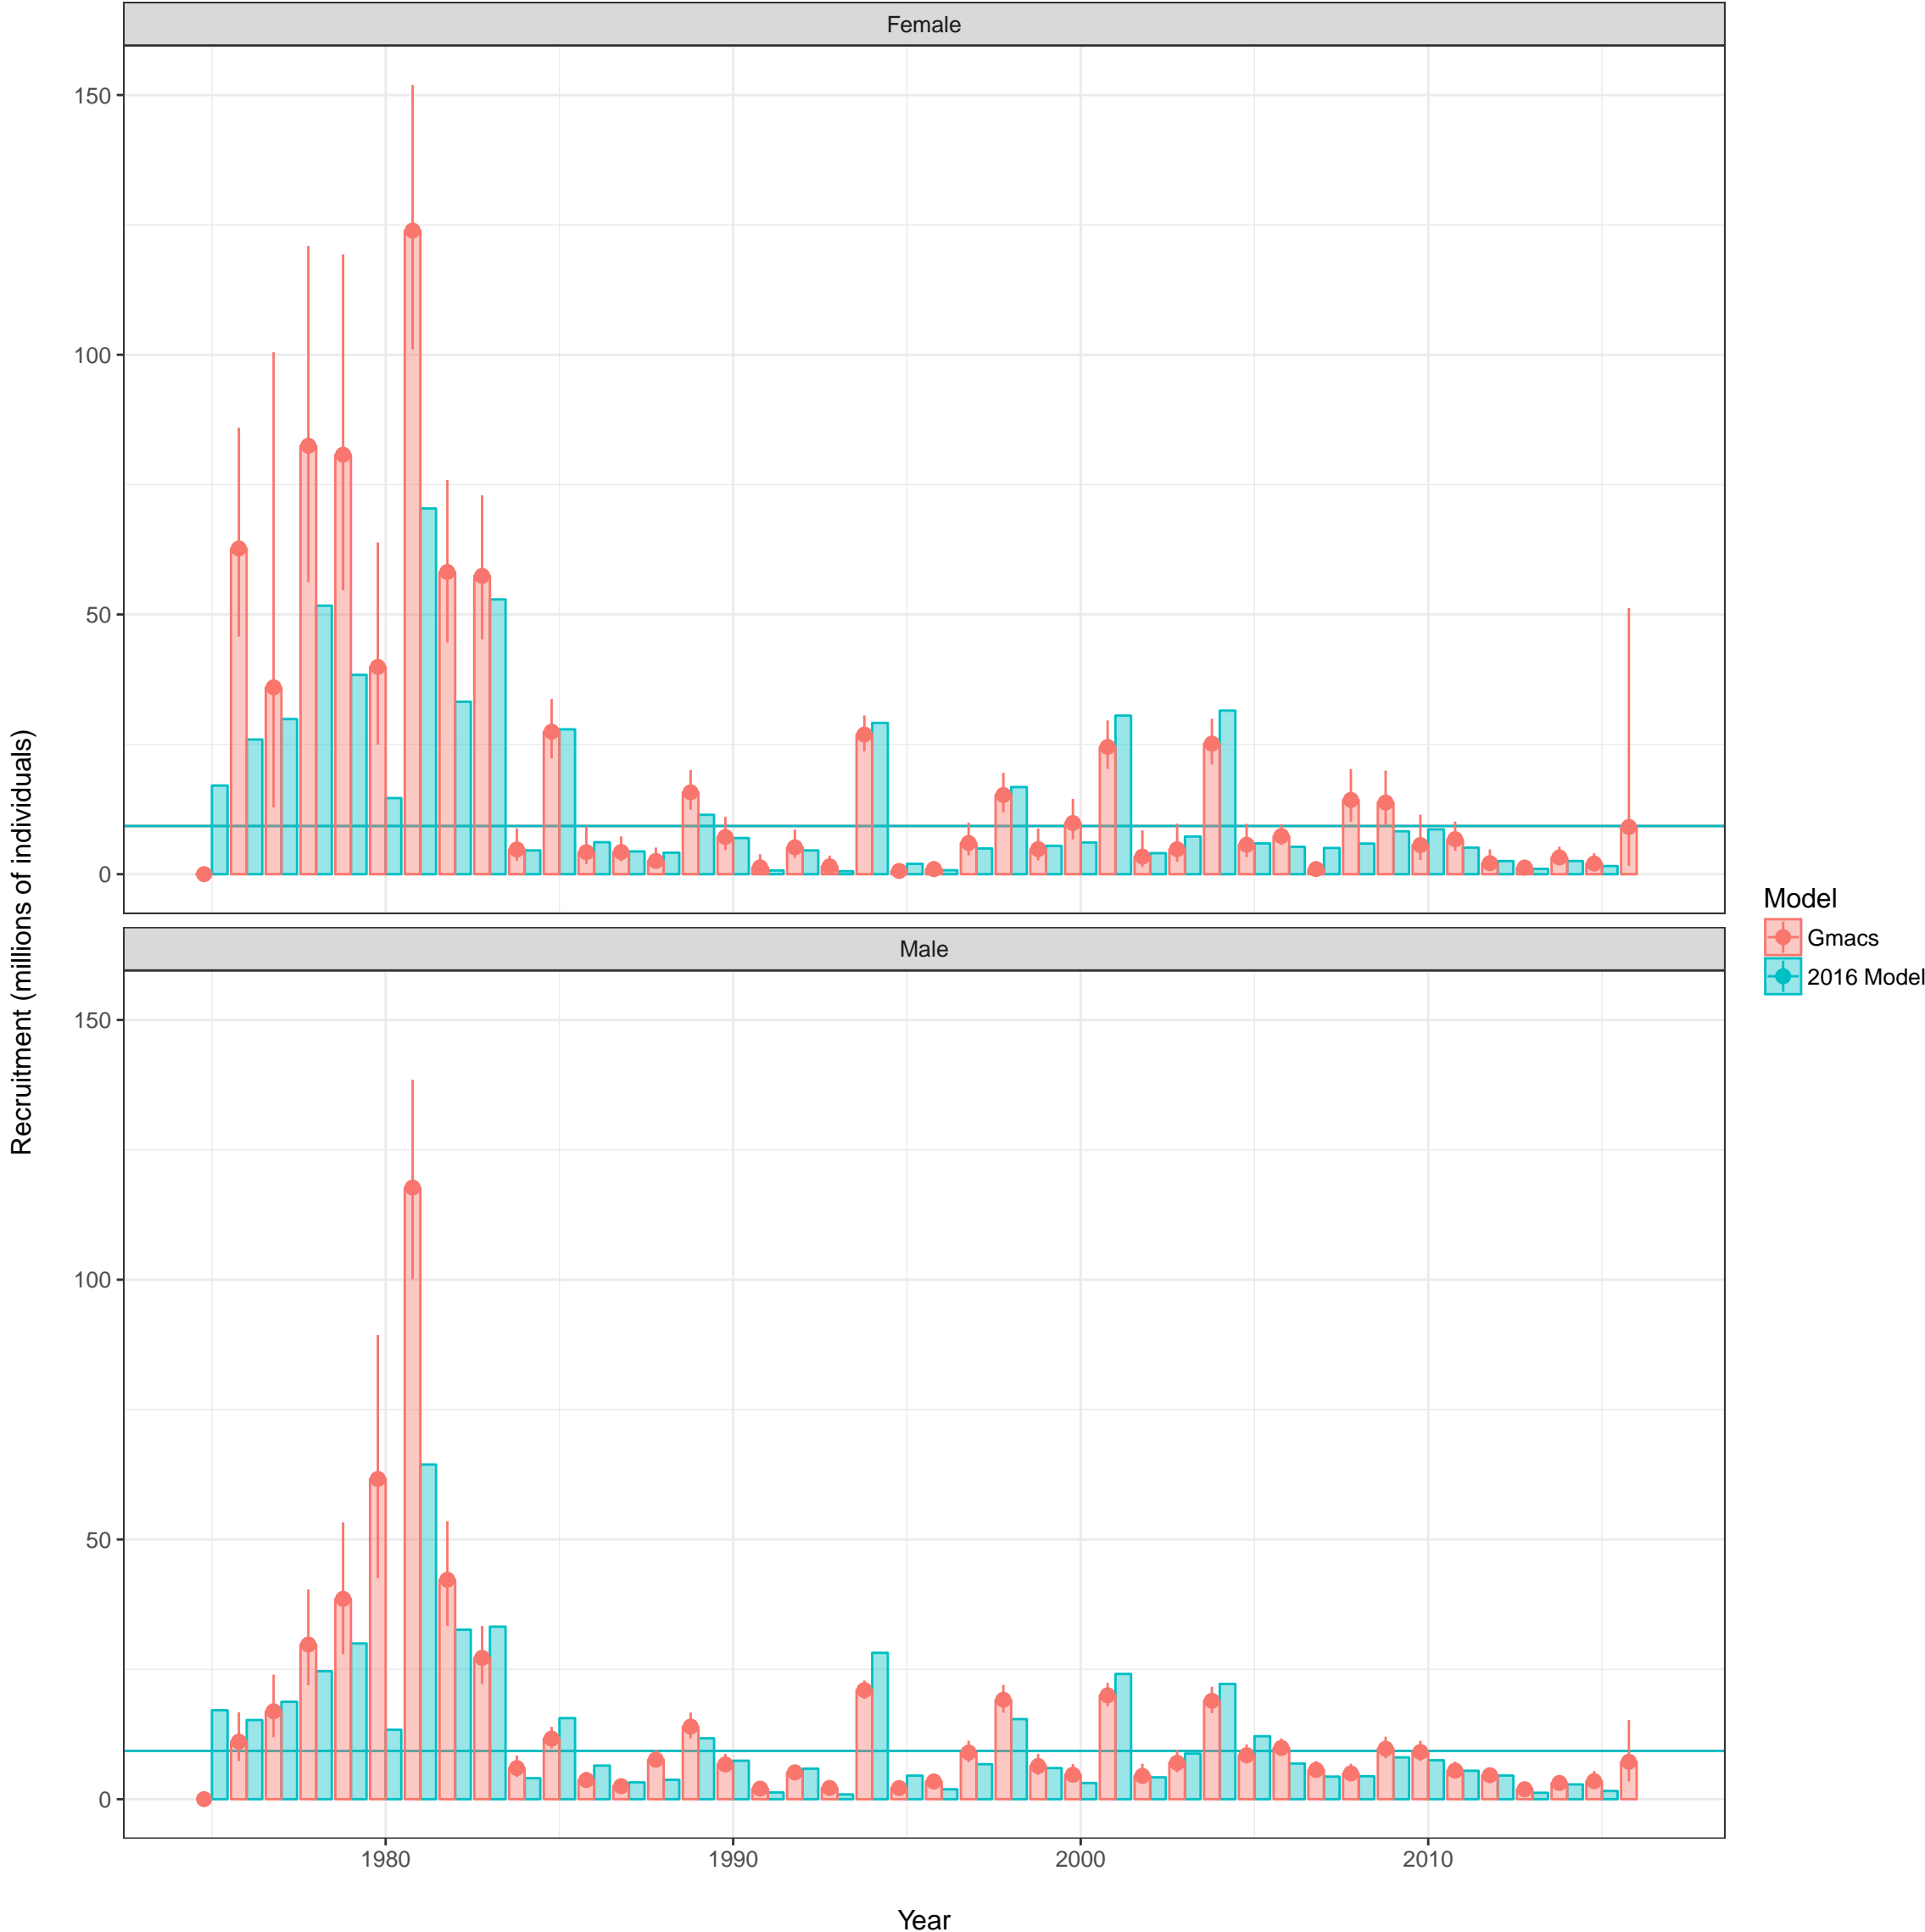 Female
150
100
50
0
Male
150
100
50
0
1980 1990 2000 2010
Year
Recruitment (millions of individuals)
Model
Gmacs
2016 Model